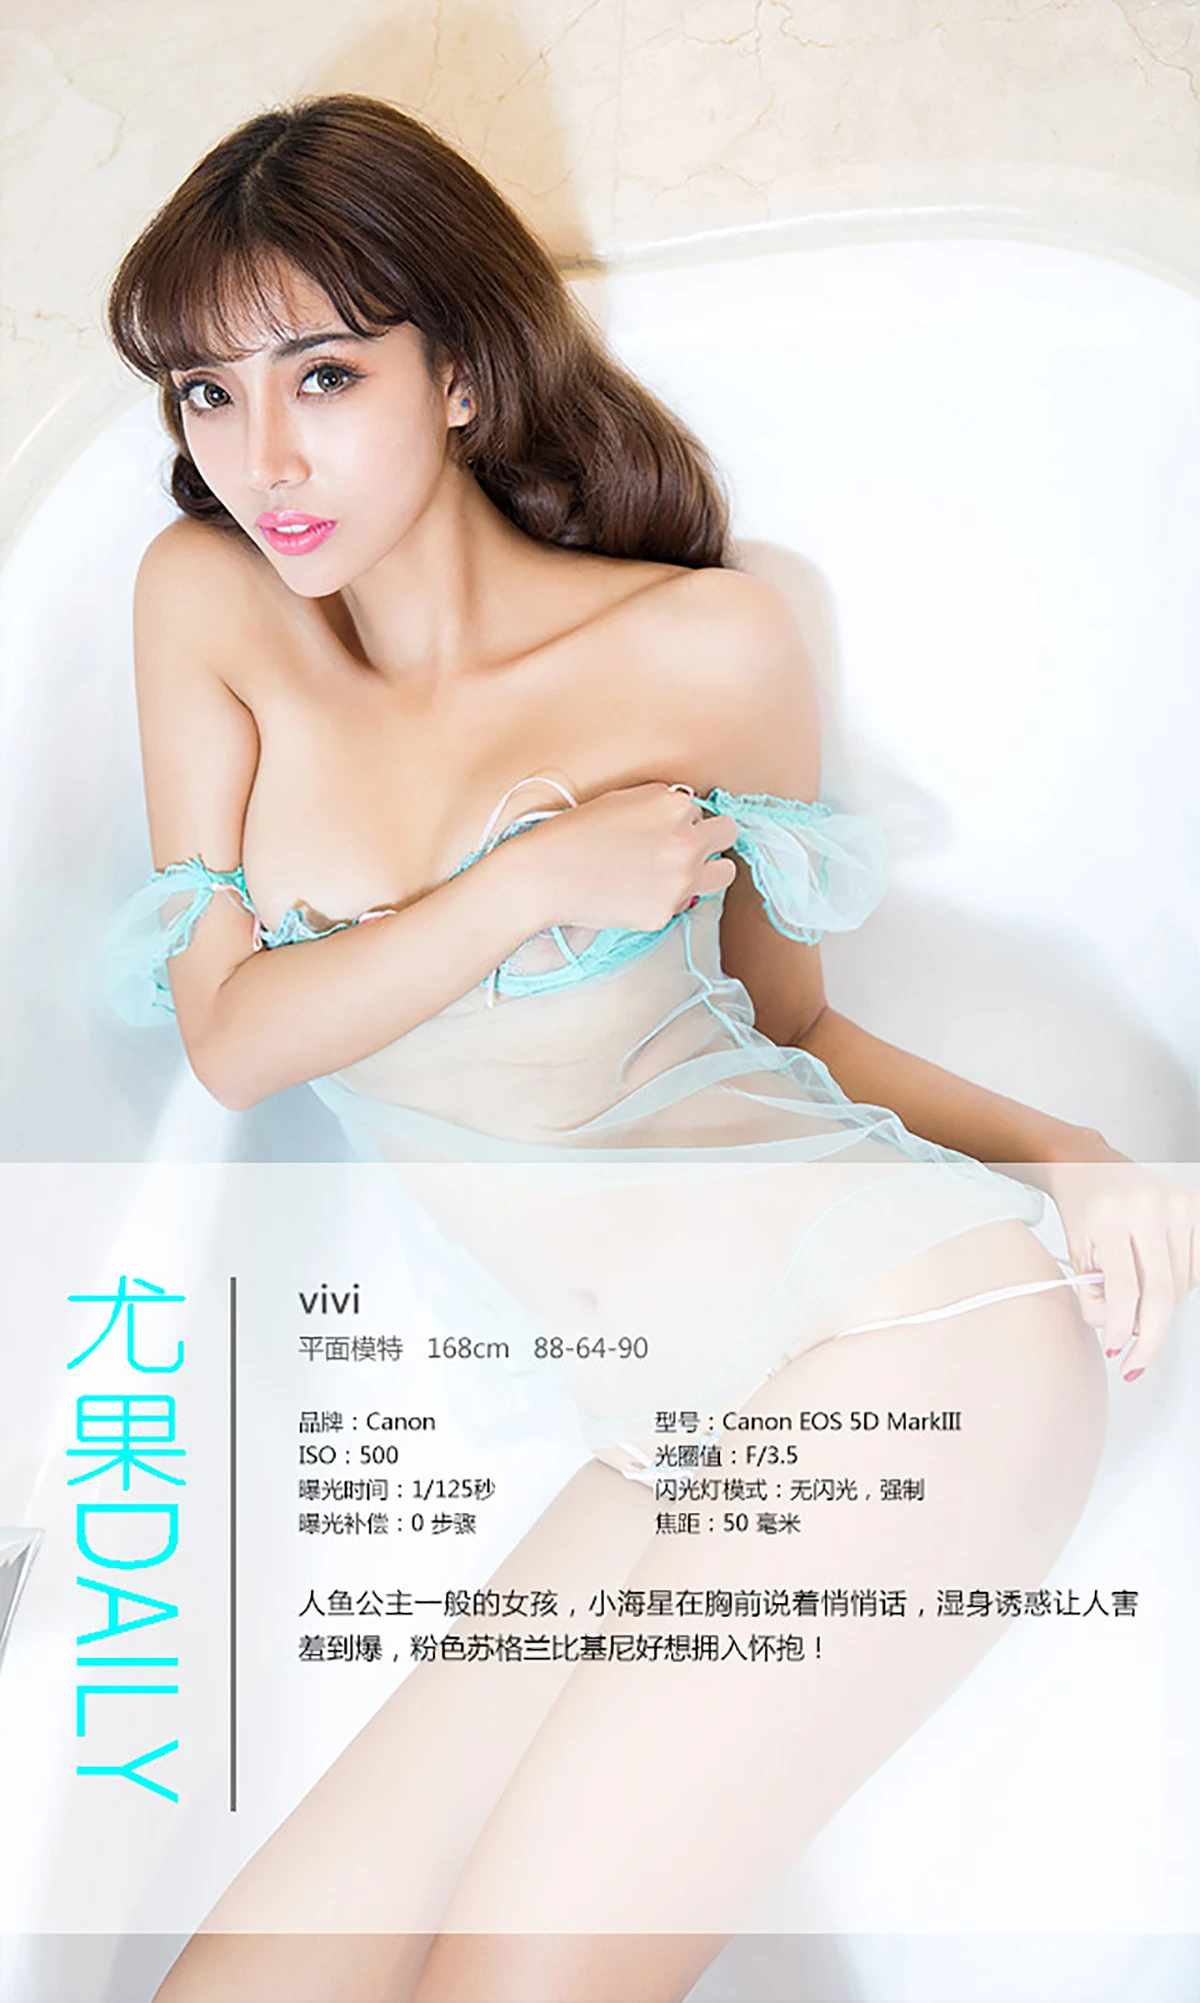 尤果DAILY
vivi
平面模特 168cm 88-64-90
品牌：Canon 型号：Canon EOS 5D MarkIII
ISO：500 光圈值：F/3.5
曝光时间：1/125秒 闪光灯模式：无闪光，强制
曝光补偿：0 步骤 焦距：50 毫米
人鱼公主一般的女孩，小海星在胸前说着悄悄话，湿身诱惑让人害
羞到爆，粉色苏格兰比基尼好想拥入怀抱！